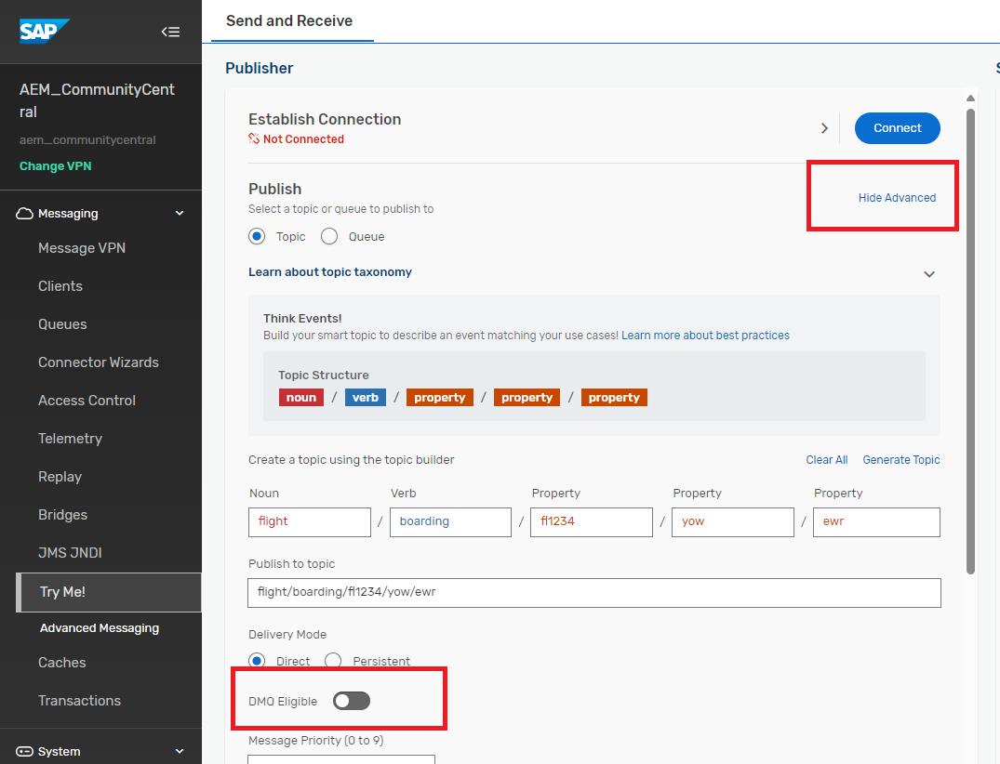 SAP
AEM_CommunityCent
ral
aem_communitycentral
Change VPN
Messaging
Message VPN
Clients
Queues
Connector Wizards
Access Control
Telemetry
Replay
Bridges
JMS JNDI
Try Me!
Advanced Messaging
Caches
Transactions
System
Send and Receive
Publisher
Establish Connection
Not Connected
Connect
Publish
Hide Advanced
Select a topic or queue to publish to
Topic Queue
Learn about topic taxonomy
Think Events!
Build your smart topic to describe an event matching your use cases! Learn more about best practices
Topic Structure
noun / verb / property / property / property
Create a topic using the topic builder Clear All Generate Topic
Noun Verb Property Property Property
flight / boarding / fl1234 / yow / ewr
Publish to topic
flight/boarding/fl1234/yow/ewr
Delivery Mode
Direct Persistent
DMQ Eligible
Message Priority (0 to 9)